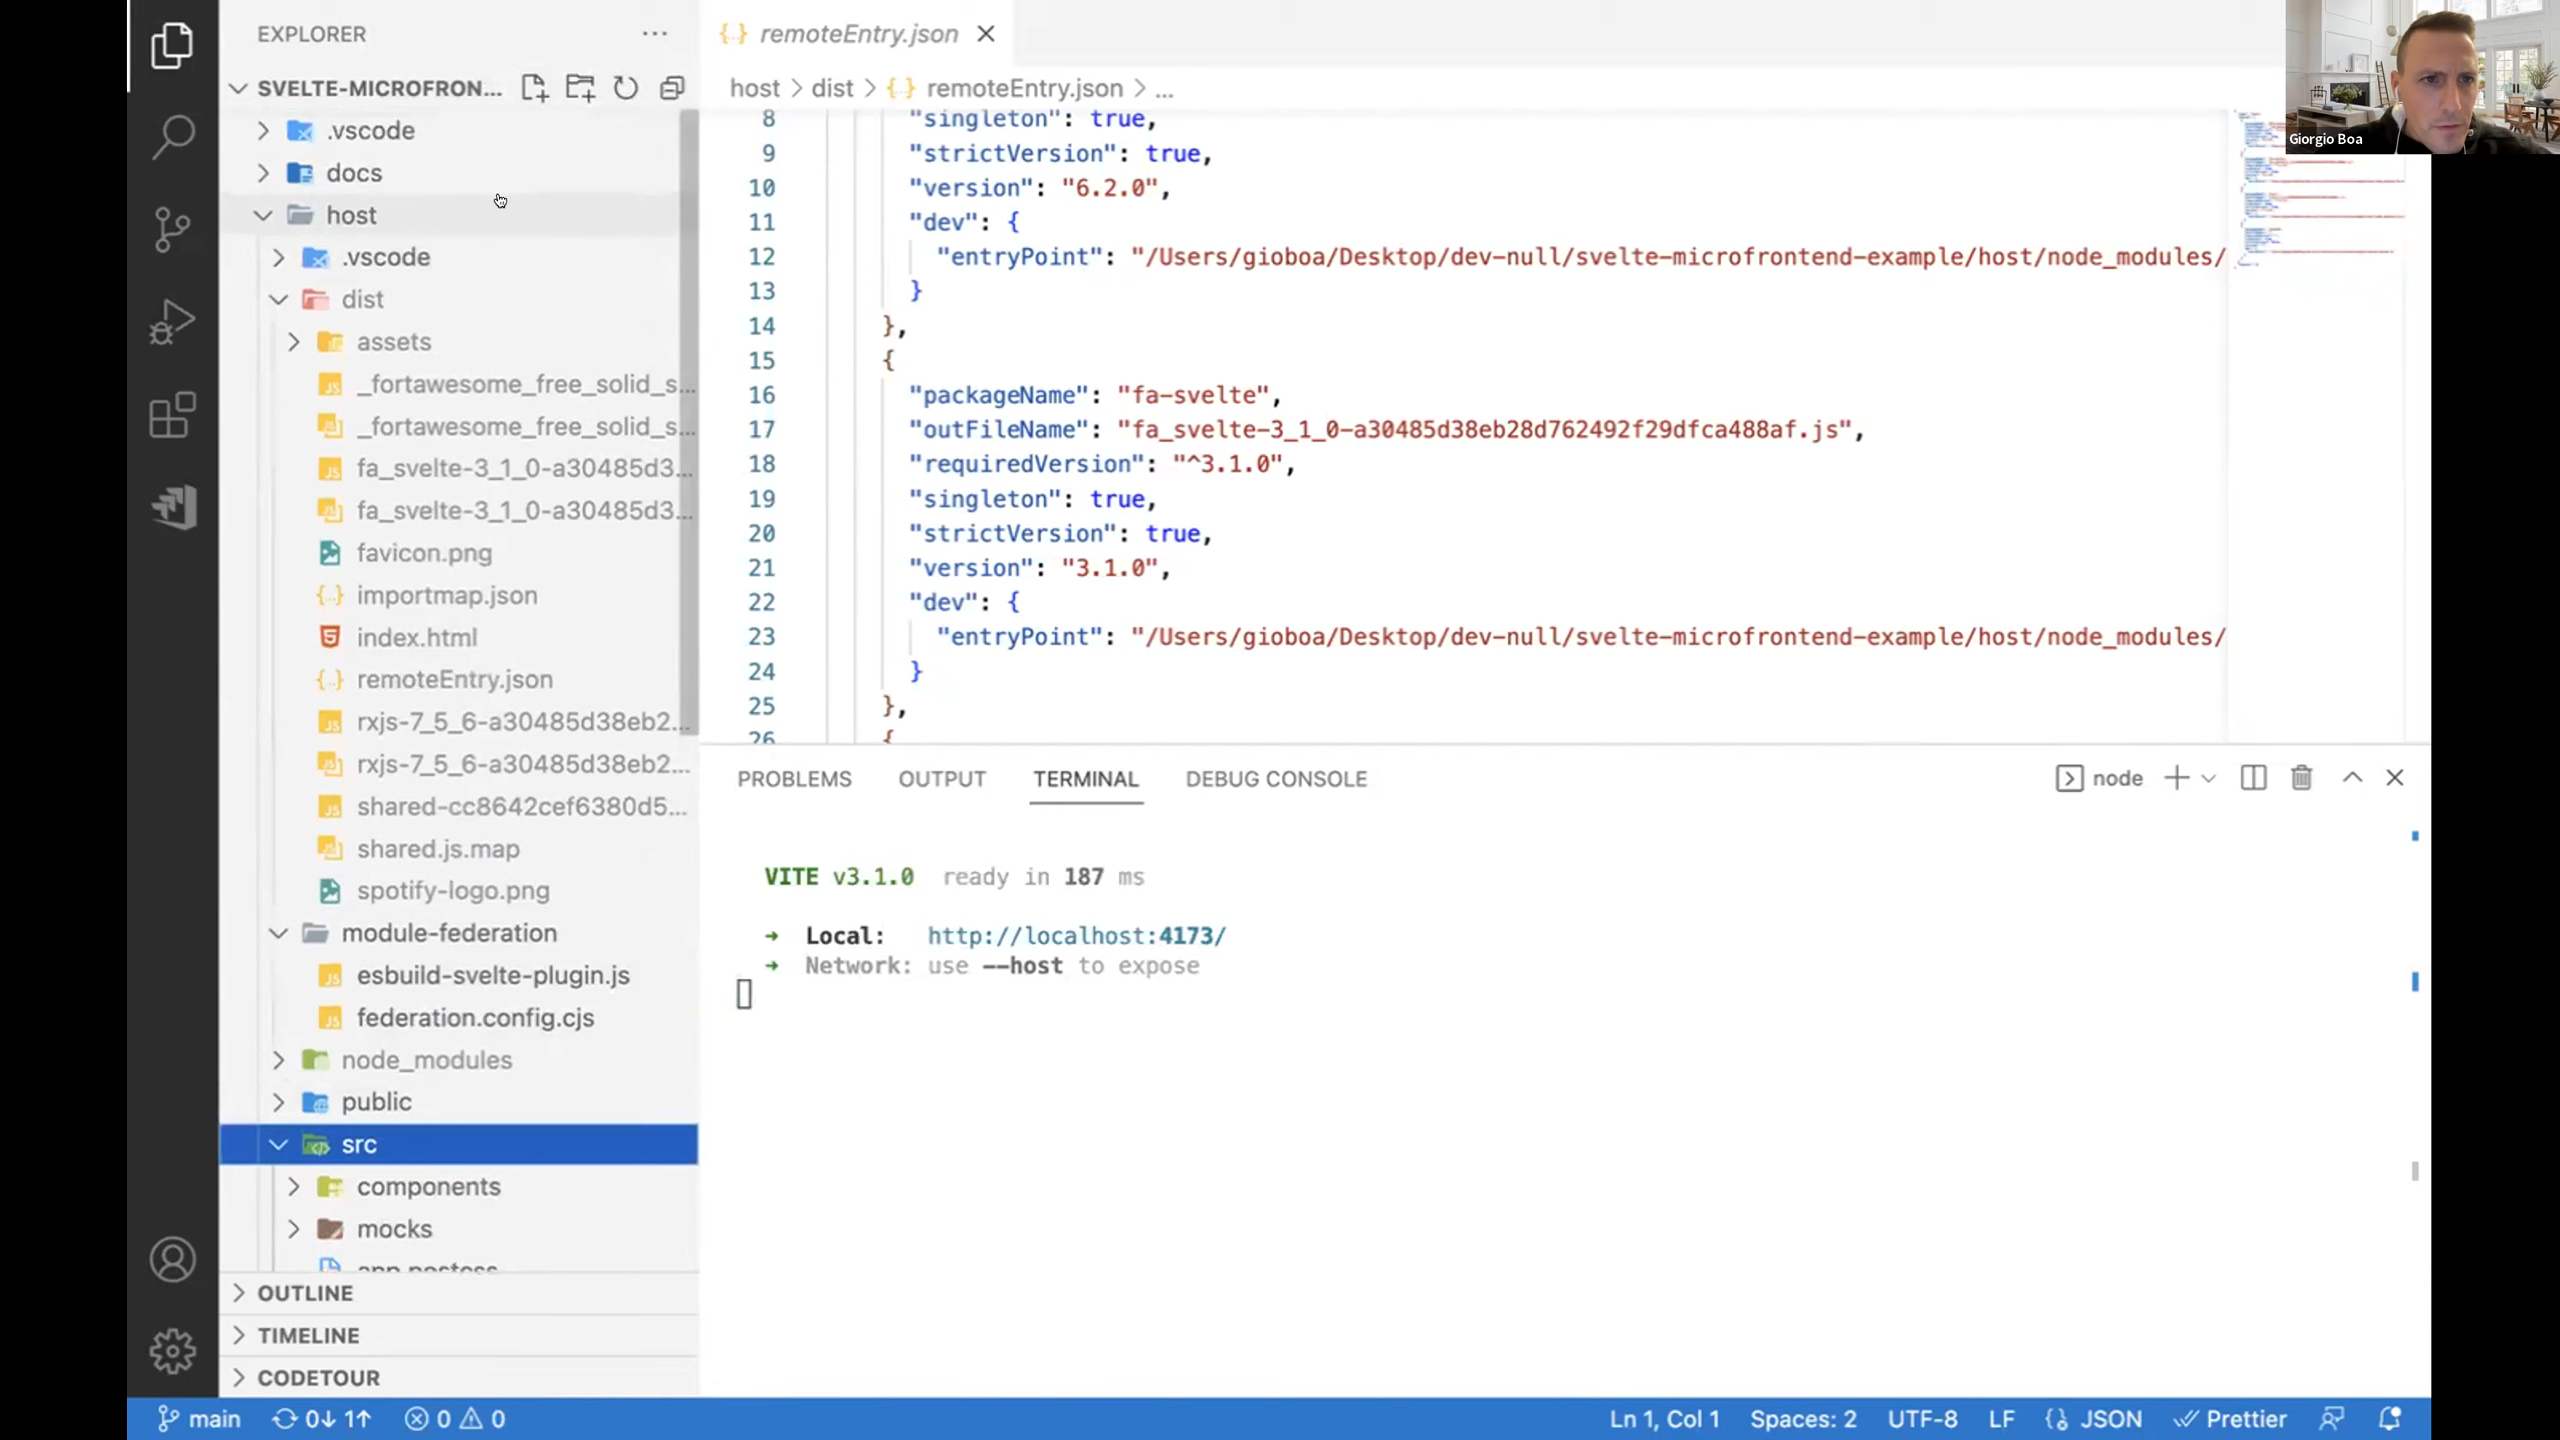 EXPLORER
SVELTE-MICROFRON...
.vscode
docs
host
.vscode
dist
assets
_fortawesome_free_solid_s...
_fortawesome_free_solid_s...
fa_svelte-3_1_0-a30485d3...
fa_svelte-3_1_0-a30485d3...
favicon.png
importmap.json
index.html
remoteEntry.json
rxjs-7_5_6-a30485d38eb2...
rxjs-7_5_6-a30485d38eb2...
shared-cc8642cef6380d5...
shared.js.map
spotify-logo.png
module-federation
esbuild-svelte-plugin.js
federation.config.cjs
node_modules
public
src
components
mocks
OUTLINE
TIMELINE
CODETOUR
remoteEntry.json
host > dist > {..} remoteEntry.json > ...
8 "singleton": true,
9 "strictVersion": true,
10 "version": "6.2.0",
11 "dev": {
12 "entryPoint": "/Users/gioboa/Desktop/dev-null/svelte-microfrontend-example/host/node_modules/
13 }
14 },
15 {
16 "packageName": "fa-svelte",
17 "outFileName": "fa_svelte-3_1_0-a30485d38eb28d762492f29dfca488af.js",
18 "requiredVersion": "^3.1.0",
19 "singleton": true,
20 "strictVersion": true,
21 "version": "3.1.0",
22 "dev": {
23 "entryPoint": "/Users/gioboa/Desktop/dev-null/svelte-microfrontend-example/host/node_modules/
24 }
25 },
26 {
PROBLEMS OUTPUT TERMINAL DEBUG CONSOLE
node
VITE v3.1.0 ready in 187 ms
➜ Local: http://localhost:4173/
➜ Network: use --host to expose
Giorgio Boa
main 0↓ 1↑ 0 0
Ln 1, Col 1 Spaces: 2 UTF-8 LF JSON Prettier